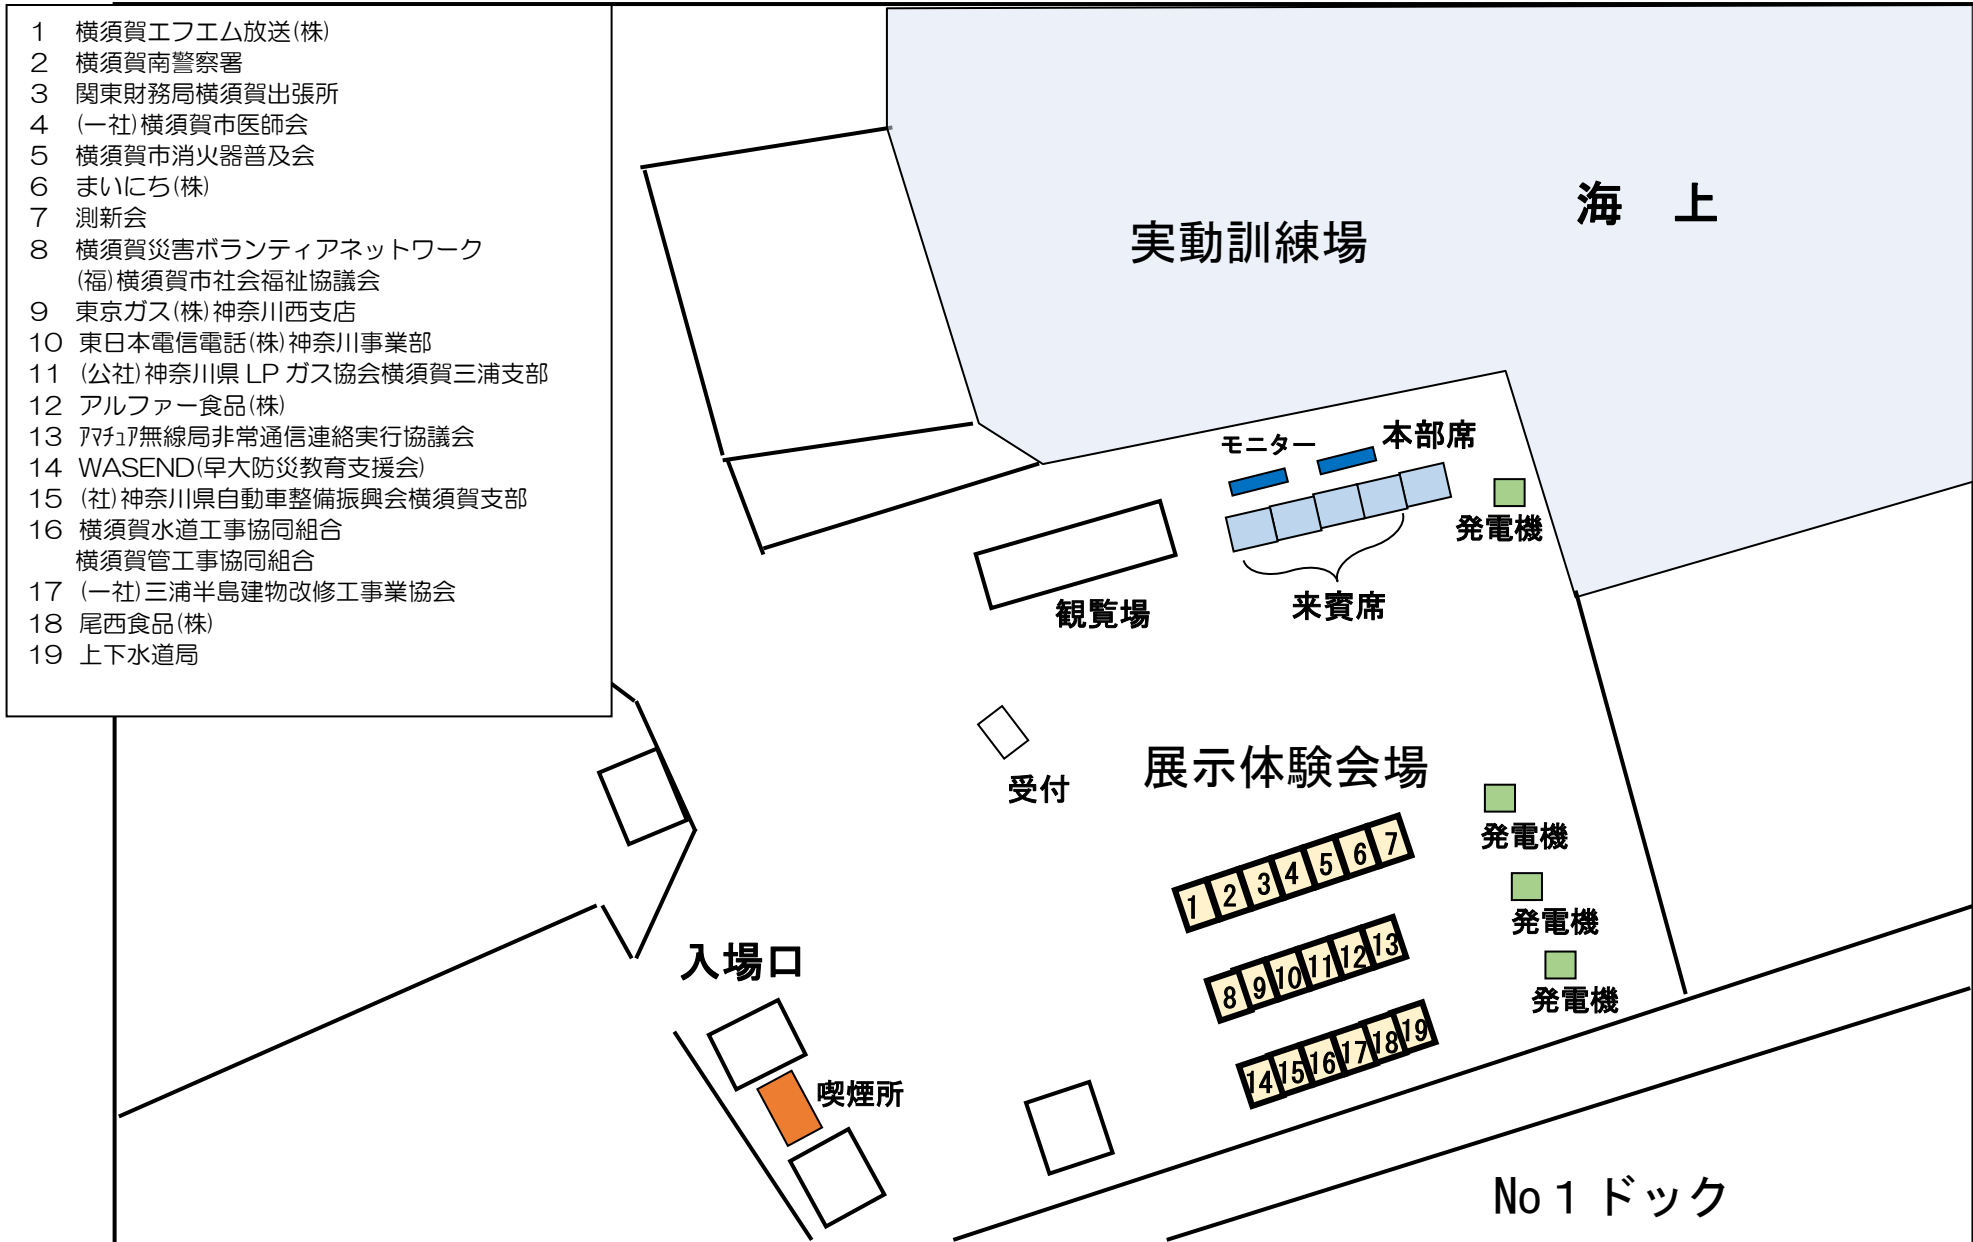 1 横須賀エフエム放送(株)
2 横須賀南警察署
3 関東財務局横須賀出張所
4 (一社)横須賀市医師会
5 横須賀市消火器普及会
6 まいにち(株)
7 測新会
8 横須賀災害ボランティアネットワーク
(福)横須賀市社会福祉協議会
9 東京ガス(株)神奈川西支店
10 東日本電信電話(株)神奈川事業部
11 (公社)神奈川県 LP ガス協会横須賀三浦支部
12 アルファー食品(株)
13 ｱﾏﾁｭｱ無線局非常通信連絡実行協議会
14 WASEND(早大防災教育支援会)
15 (社)神奈川県自動車整備振興会横須賀支部
16 横須賀水道工事協同組合
横須賀管工事協同組合
17 (一社)三浦半島建物改修工事業協会
18 尾西食品(株)
19 上下水道局
海 上
実動訓練場
モニター
本部席
発電機
来賓席
観覧場
受付
展示体験会場
発電機
1 2 3 4 5 6 7
発電機
8 9 10 11 12 13
発電機
14 15 16 17 18 19
入場口
喫煙所
No１ドック